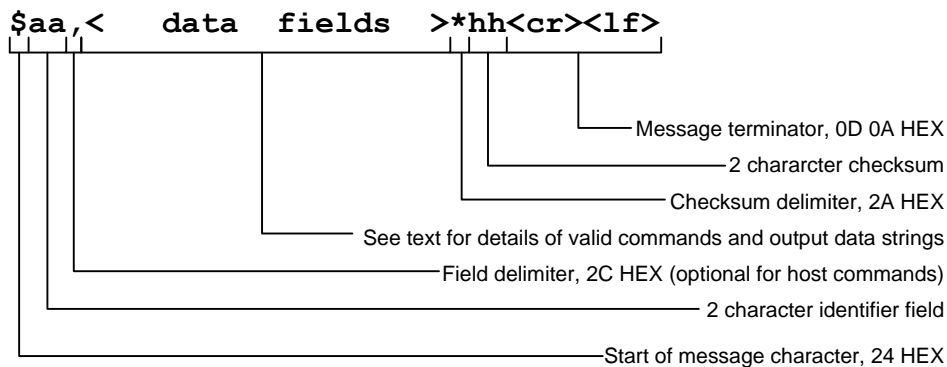 $aa,< data fields >*hh<cr><lf>
Message terminator, 0D 0A HEX
2 chararcter checksum
Checksum delimiter, 2A HEX
See text for details of valid commands and output data strings
Field delimiter, 2C HEX (optional for host commands)
2 character identifier field
Start of message character, 24 HEX